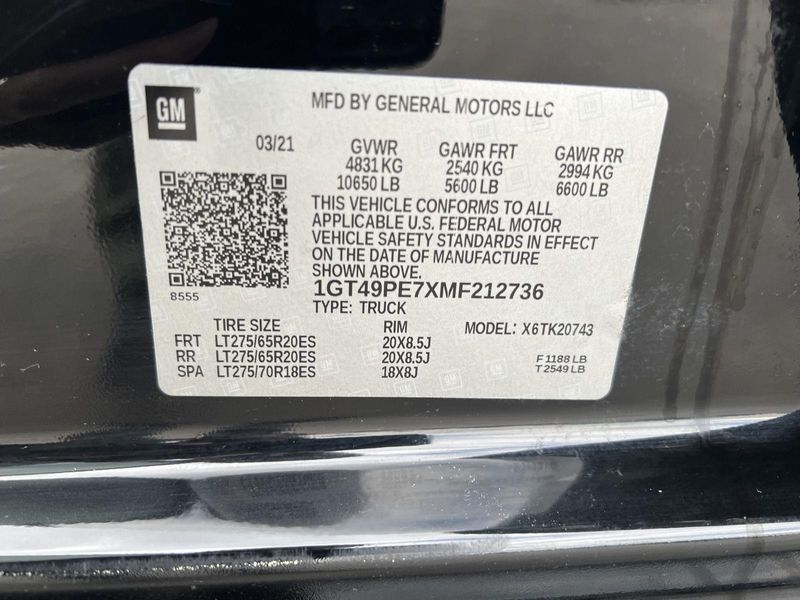 GM
MFD BY GENERAL MOTORS LLC
03/21 GVWR GAWR FRT GAWR RR
4831 KG 2540 KG 2994 KG
10650 LB 5600 LB 6600 LB
THIS VEHICLE CONFORMS TO ALL
APPLICABLE U.S. FEDERAL MOTOR
VEHICLE SAFETY STANDARDS IN EFFECT
ON THE DATE OF MANUFACTURE
SHOWN ABOVE.
8555
1GT49PE7XMF212736
TYPE: TRUCK
TIRE SIZE RIM MODEL: X6TK20743
FRT LT275/65R20ES 20X8.5J
RR LT275/65R20ES 20X8.5J F 1188 LB
SPA LT275/70R18ES 18X8J T 2549 LB